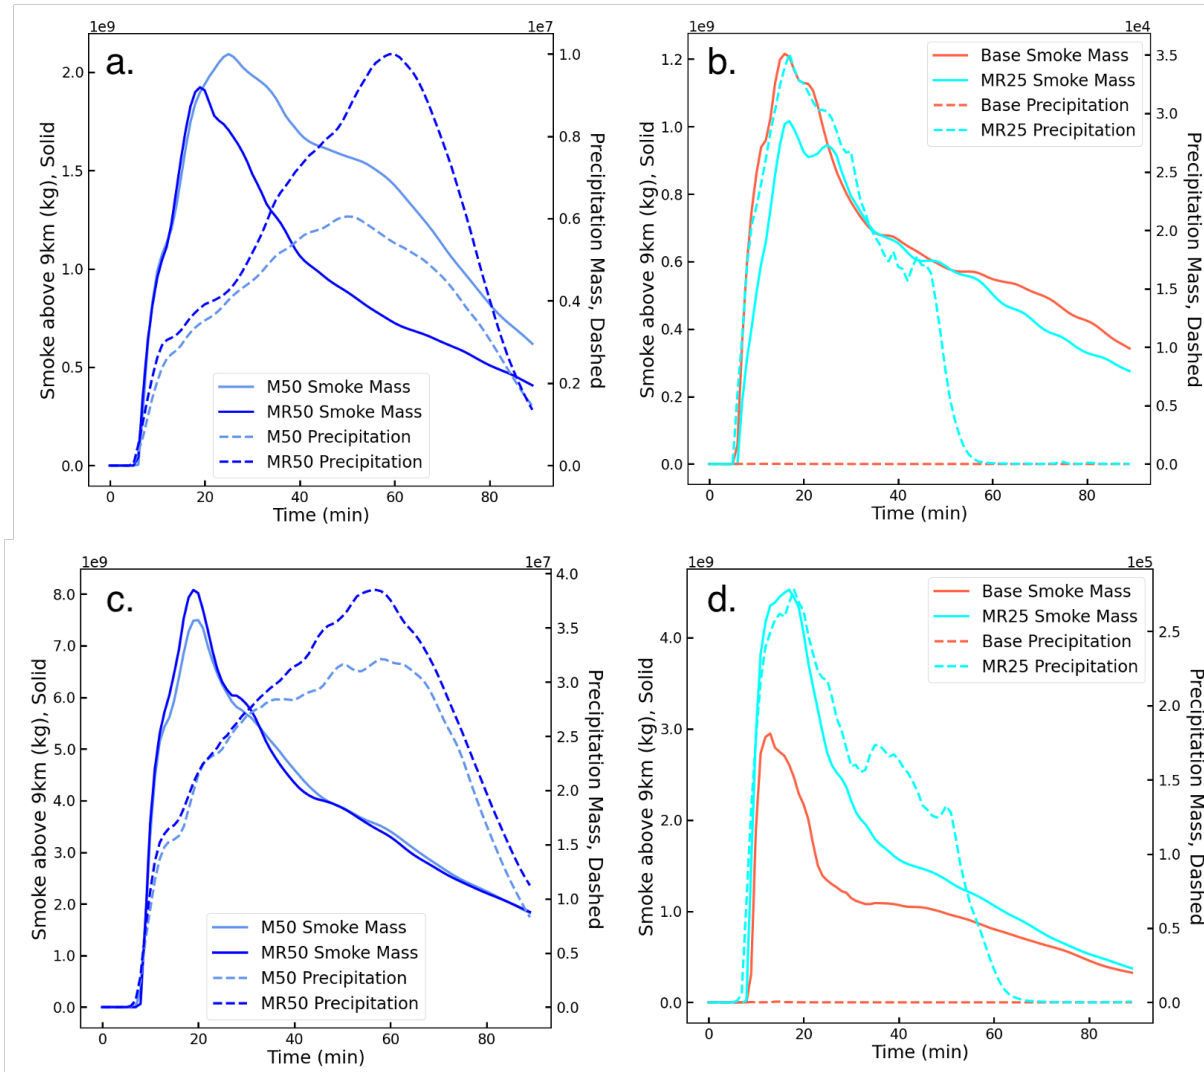 1e9
1e7
a.
2.0
1.5
1.0
0.5
0.0
1.0
0.8
0.6
0.4
0.2
0.0
Smoke above 9km (kg), Solid
Precipitation Mass, Dashed
M50 Smoke Mass
MR50 Smoke Mass
M50 Precipitation
MR50 Precipitation
0 20 40 60 80
Time (min)
1e9
1e4
b.
1.2
1.0
0.8
0.6
0.4
0.2
0.0
3.5
3.0
2.5
2.0
1.5
1.0
0.5
0.0
Smoke above 9km (kg), Solid
Precipitation Mass, Dashed
Base Smoke Mass
MR25 Smoke Mass
Base Precipitation
MR25 Precipitation
0 20 40 60 80
Time (min)
1e9
1e7
c.
8.0
7.0
6.0
5.0
4.0
3.0
2.0
1.0
0.0
4.0
3.5
3.0
2.5
2.0
1.5
1.0
0.5
0.0
Smoke above 9km (kg), Solid
Precipitation Mass, Dashed
M50 Smoke Mass
MR50 Smoke Mass
M50 Precipitation
MR50 Precipitation
0 20 40 60 80
Time (min)
1e9
1e5
d.
4.0
3.0
2.0
1.0
0.0
2.5
2.0
1.5
1.0
0.5
0.0
Smoke above 9km (kg), Solid
Precipitation Mass, Dashed
Base Smoke Mass
MR25 Smoke Mass
Base Precipitation
MR25 Precipitation
0 20 40 60 80
Time (min)